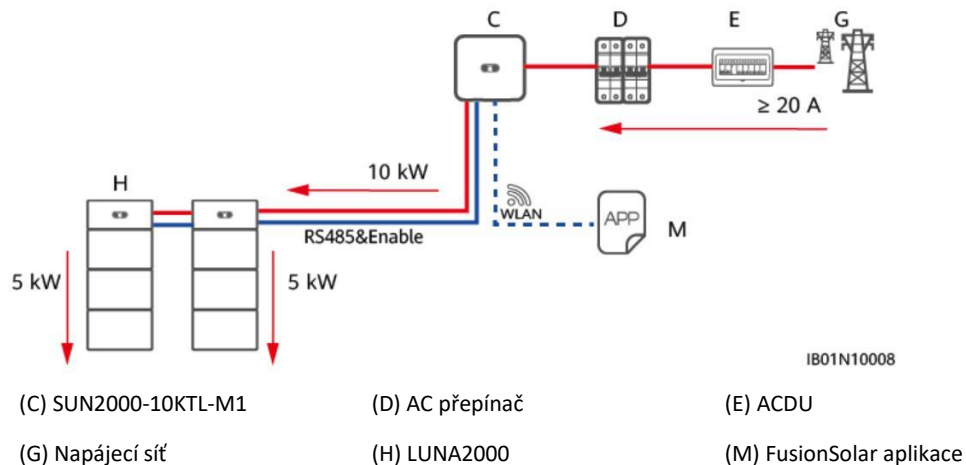 C D E G
≥ 20 A
10 kW
H
WLAN
APP
M
RS485&Enable
5 kW 5 kW
IB01N10008
(C) SUN2000-10KTL-M1 (D) AC přepínač (E) ACDU
(G) Napájecí síť (H) LUNA2000 (M) FusionSolar aplikace